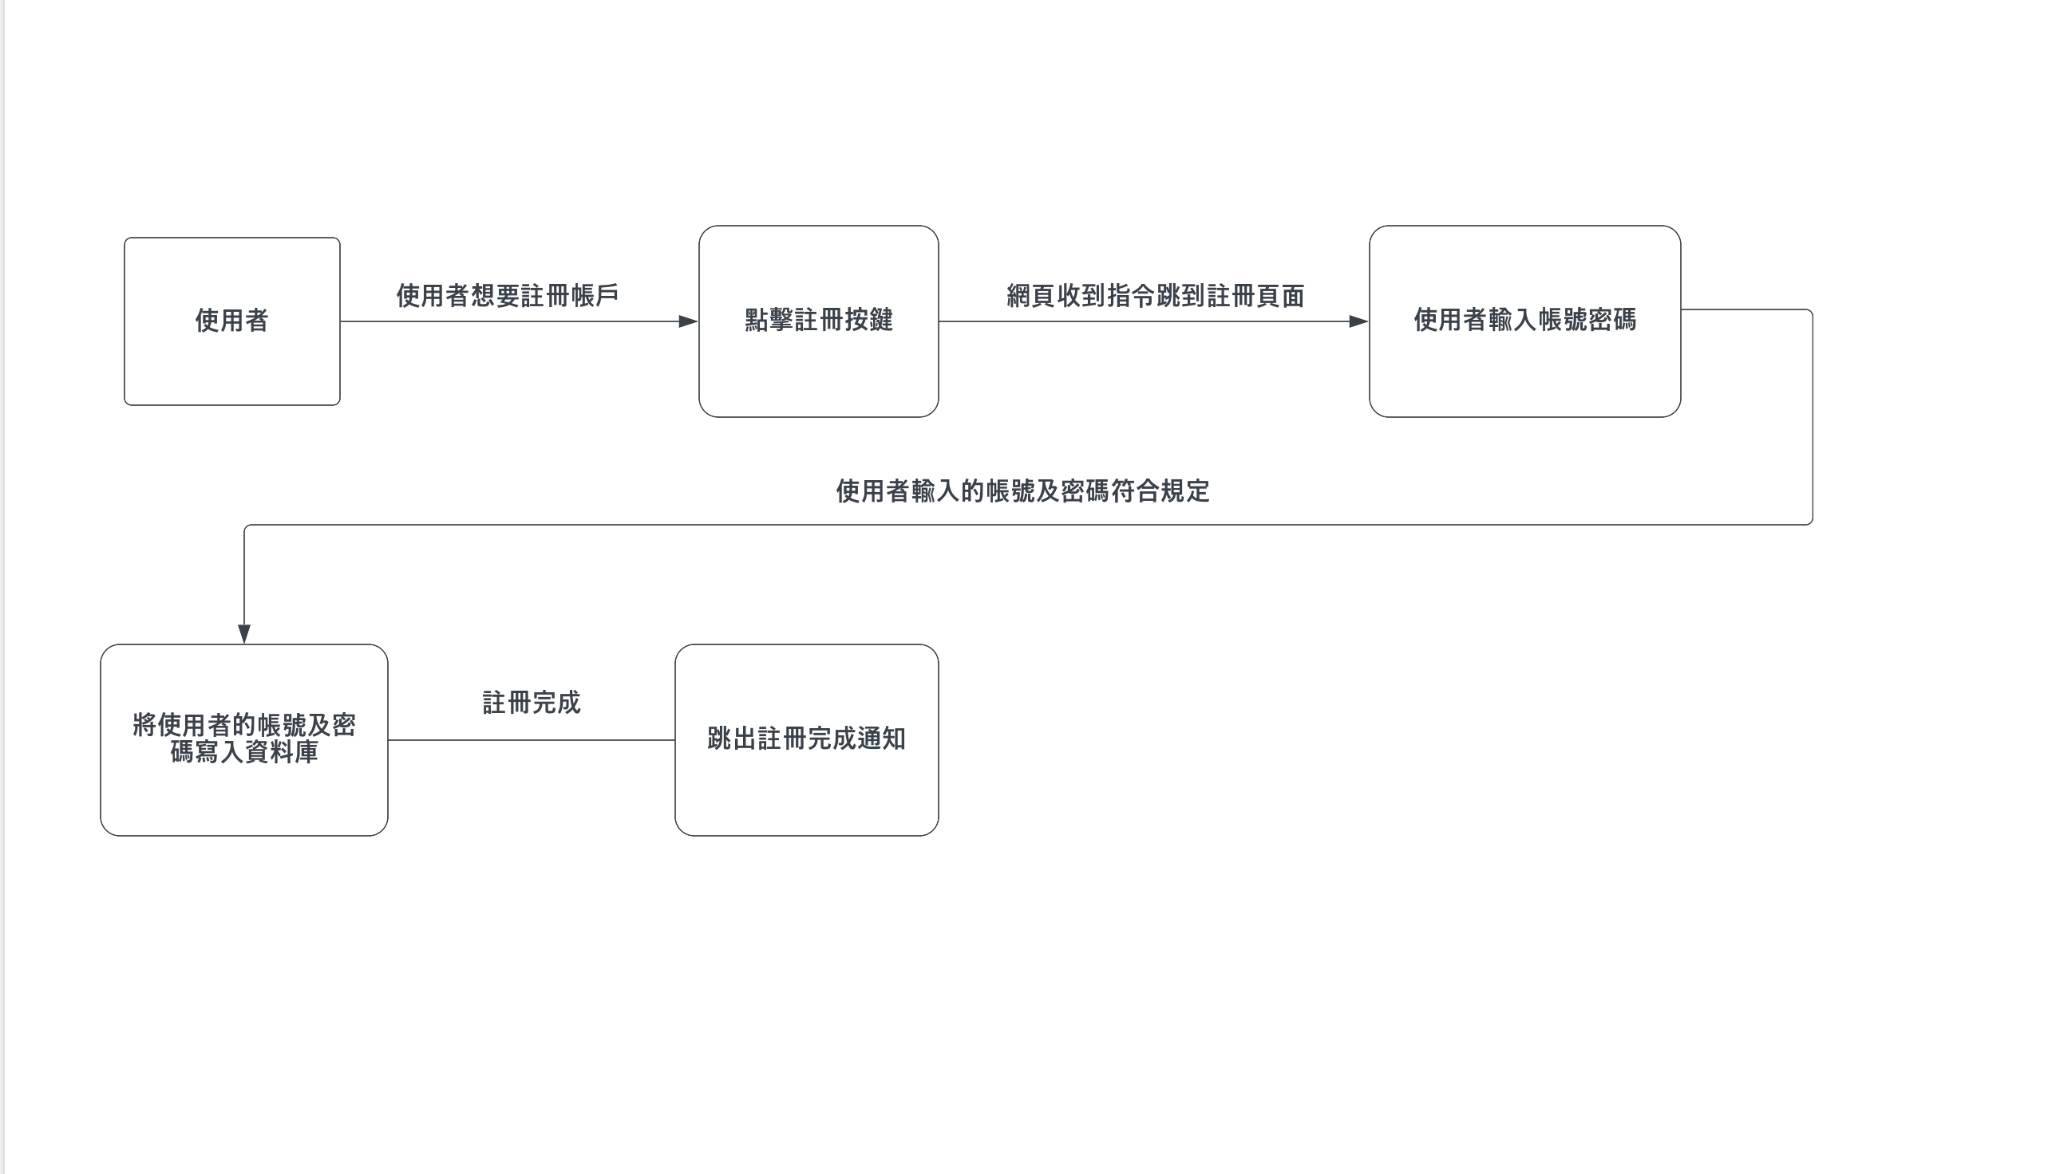 使用者
使用者想要註冊帳戶
點擊註冊按鍵
網頁收到指令跳到註冊頁面
使用者輸入帳號密碼
使用者輸入的帳號及密碼符合規定
將使用者的帳號及密
碼寫入資料庫
註冊完成
跳出註冊完成通知